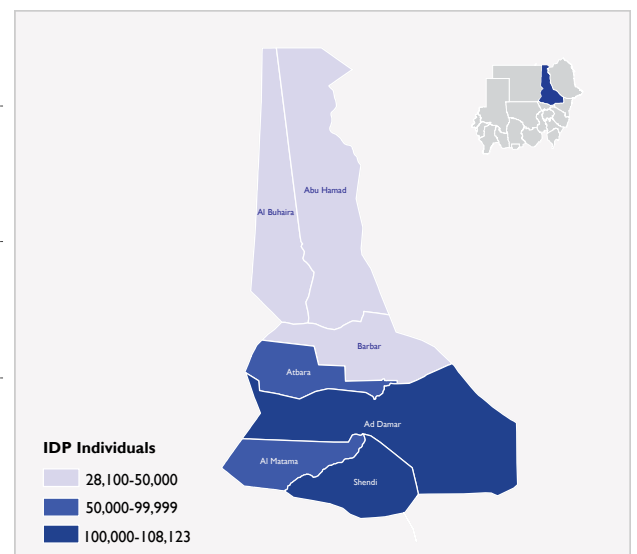 Abu Hamad
Al Buhaira
Barbar
Atbara
Ad Damar
Al Matama
Shendi
IDP Individuals
28,100-50,000
50,000-99,999
100,000-108,123